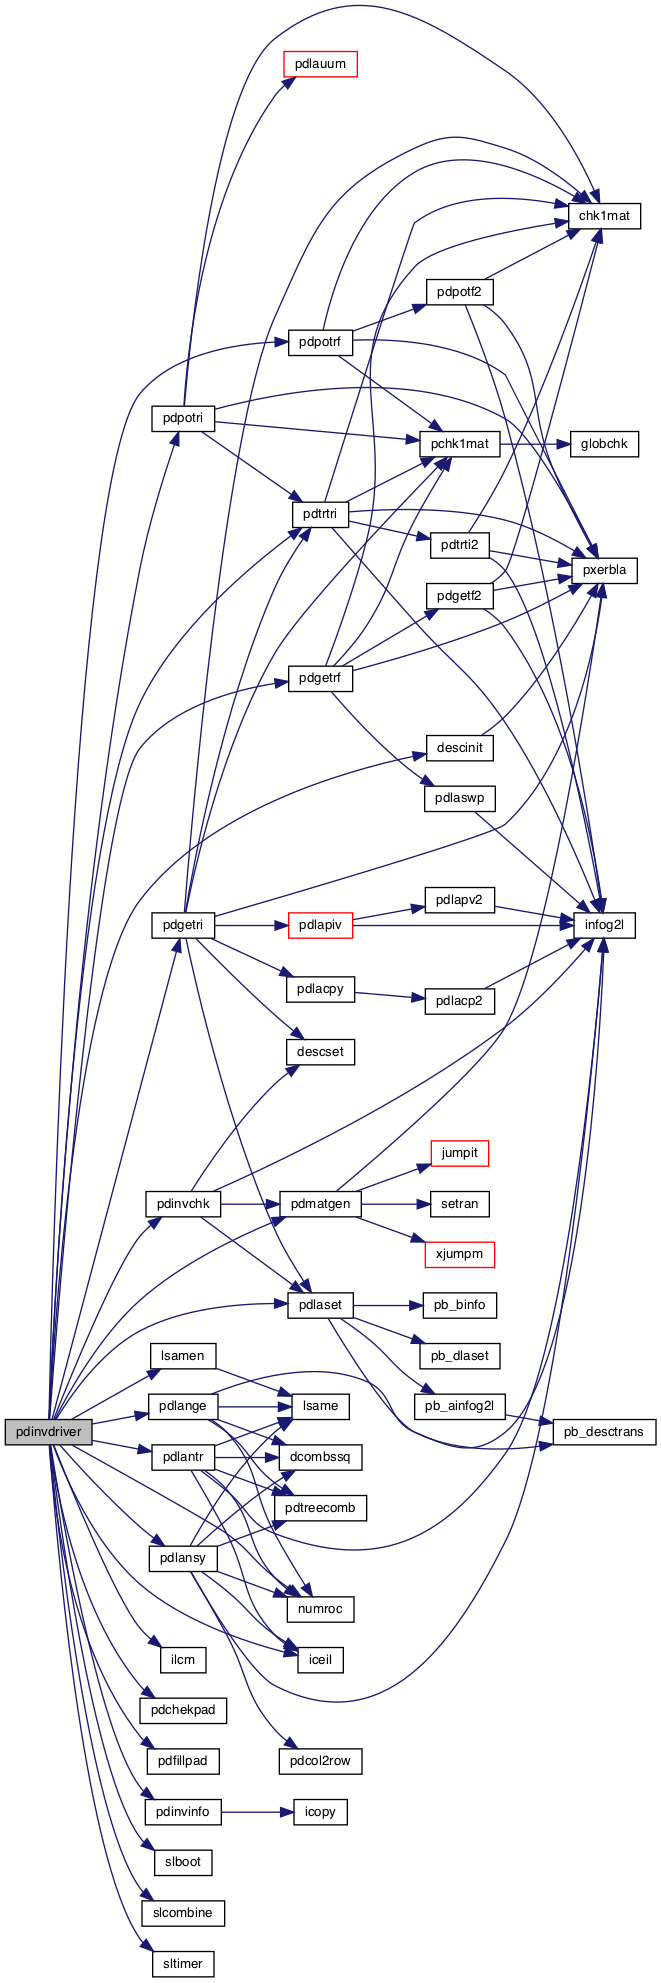 pdlauum
chk1mat
pdpotf2
pdpotrf
pdpotri
pchk1mat
globchk
pdtrtri
pdtrti2
pxerbla
pdgetf2
pdgetrf
descinit
pdlaswp
pdlapv2
pdgetri
pdlapiv
infog2l
pdlacpy
pdlacp2
descset
jumpit
pdinvchk
pdmatgen
setran
xjumpm
pdlaset
pb_binfo
pb_dlaset
lsamen
pdlange
lsame
pb_ainfog2l
pdinvdriver
pb_desctrans
pdlantr
dcombssq
pdtreecomb
pdlansy
numroc
ilcm
iceil
pdchekpad
pdfillpad
pdcol2row
pdinvinfo
icopy
slboot
slcombine
sltimer